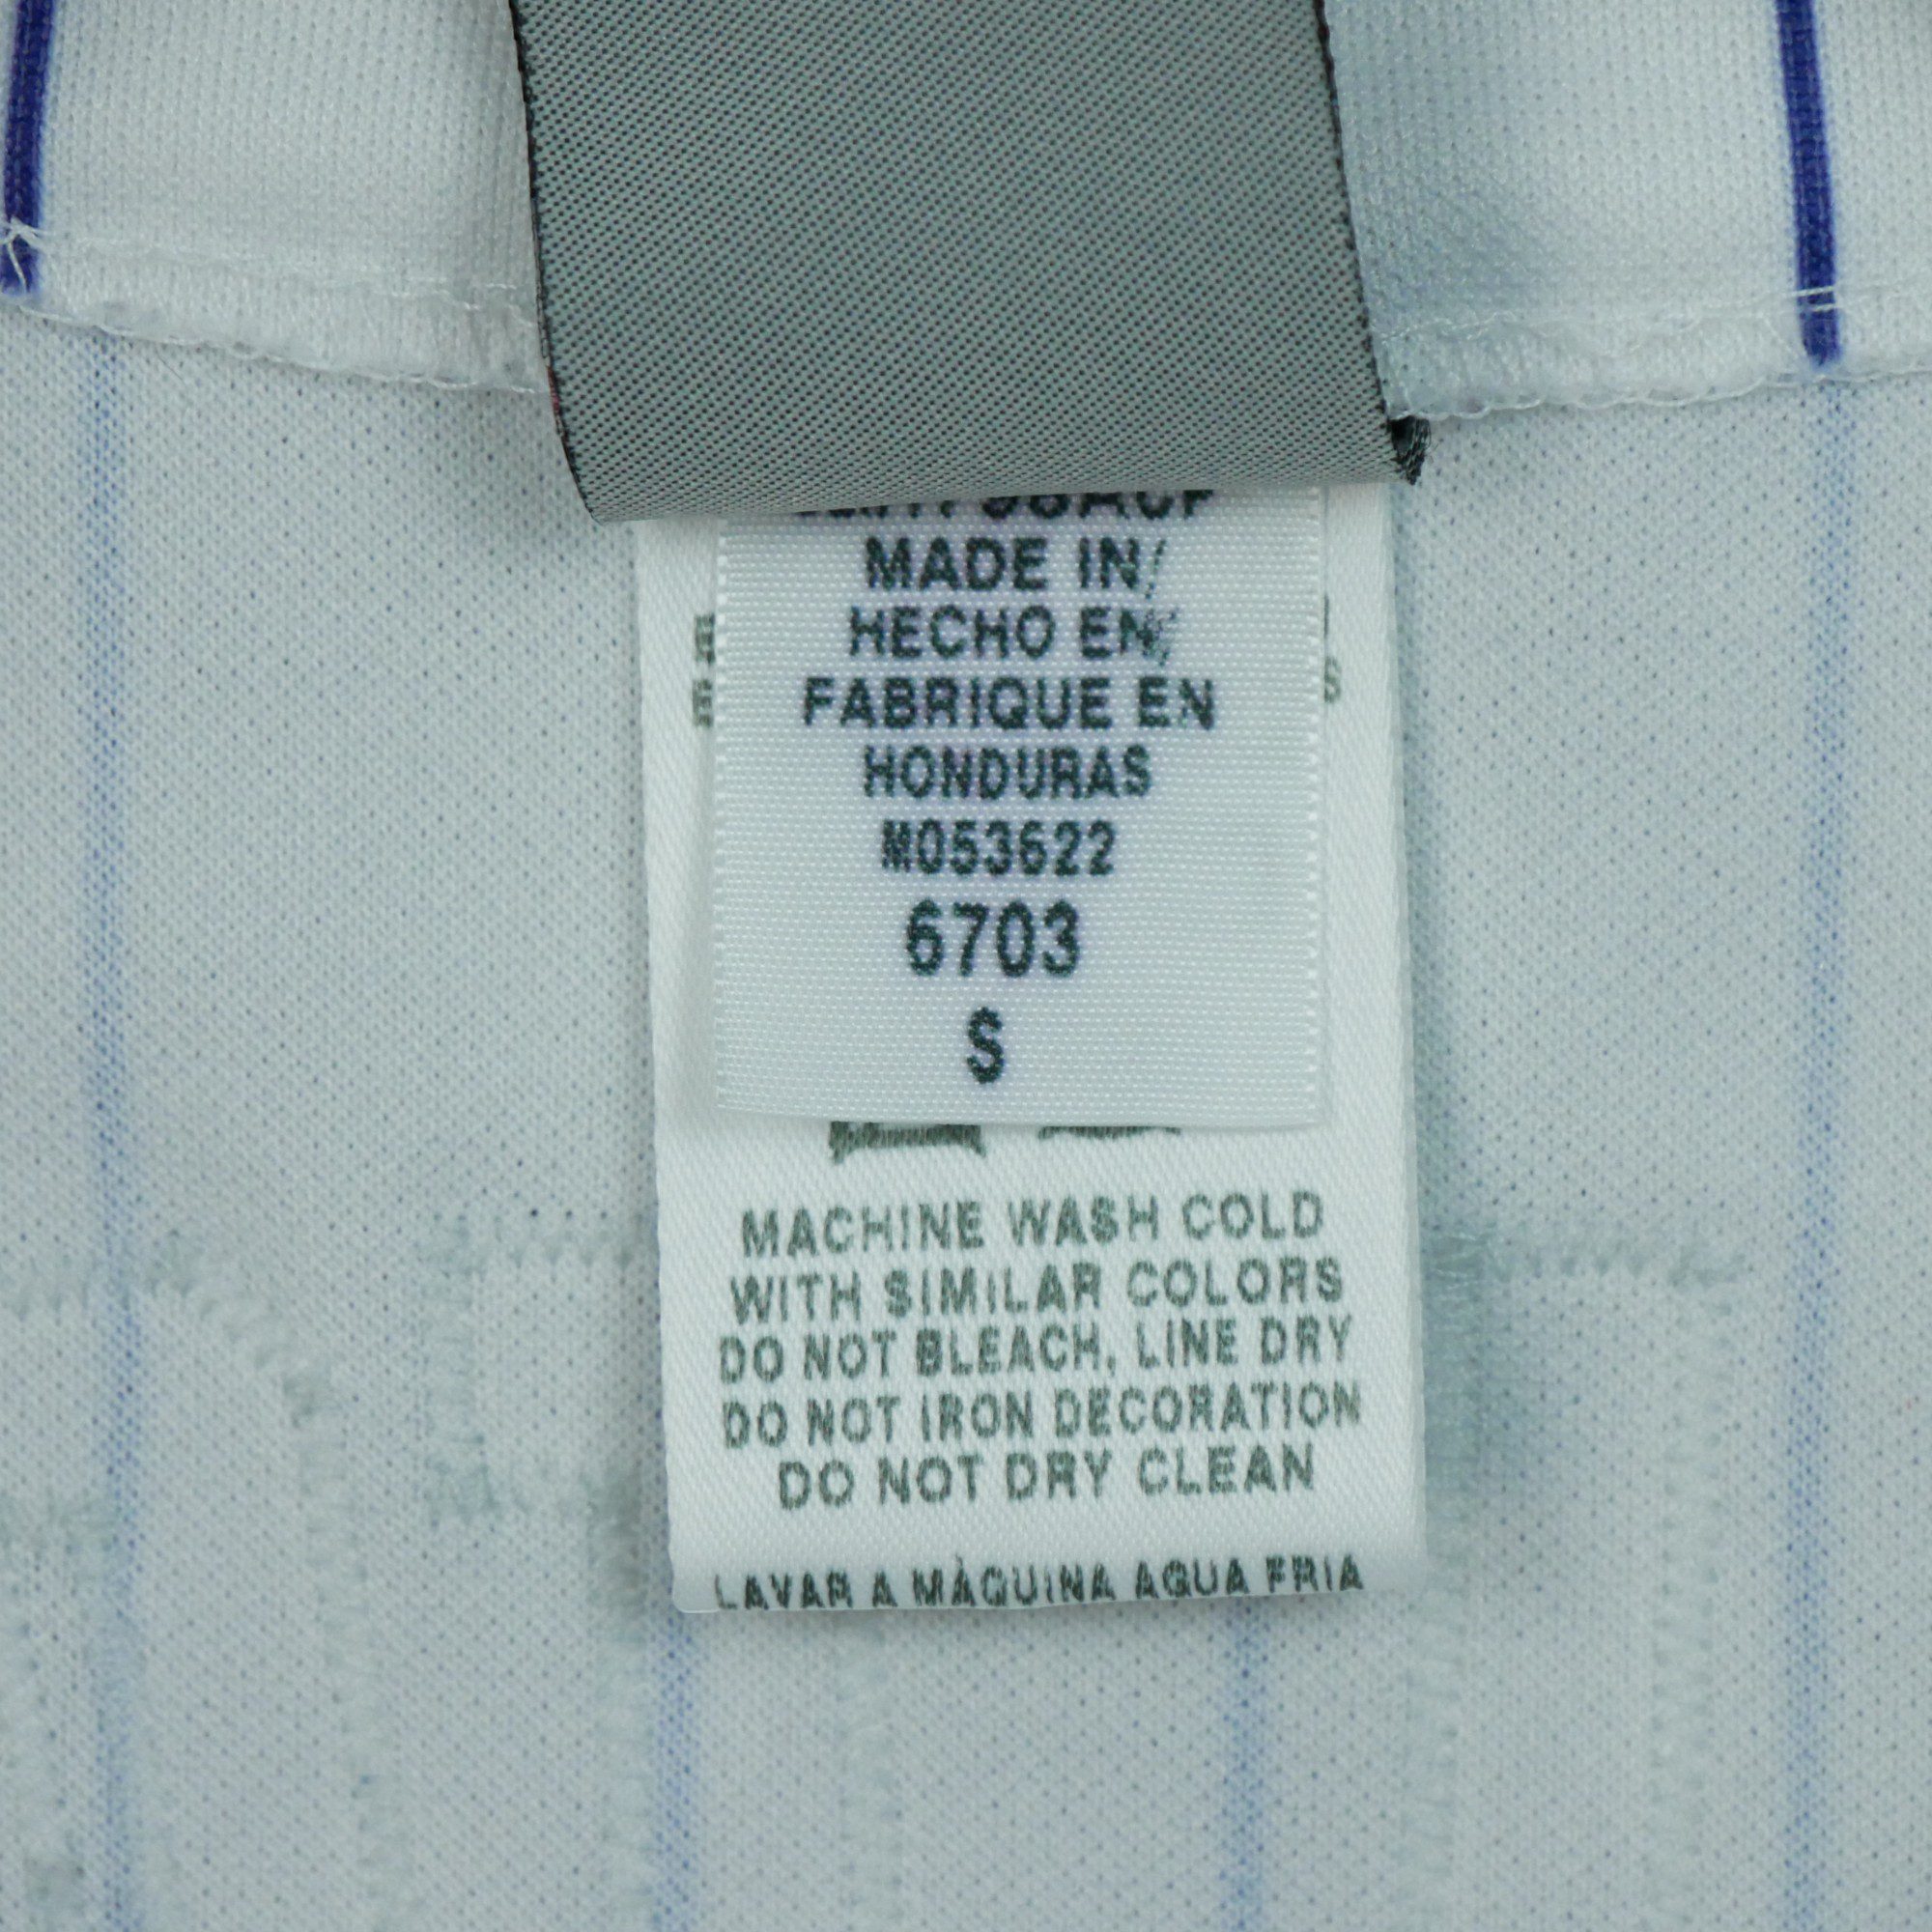 MADE IN/
HECHO EN/
FABRIQUE EN
HONDURAS
M053622
6703
S
MACHINE WASH COLD
WITH SIMILAR COLORS
DO NOT BLEACH, LINE DRY
DO NOT IRON DECORATION
DO NOT DRY CLEAN
LAVAR A MÀQUINA AGUA FRIA